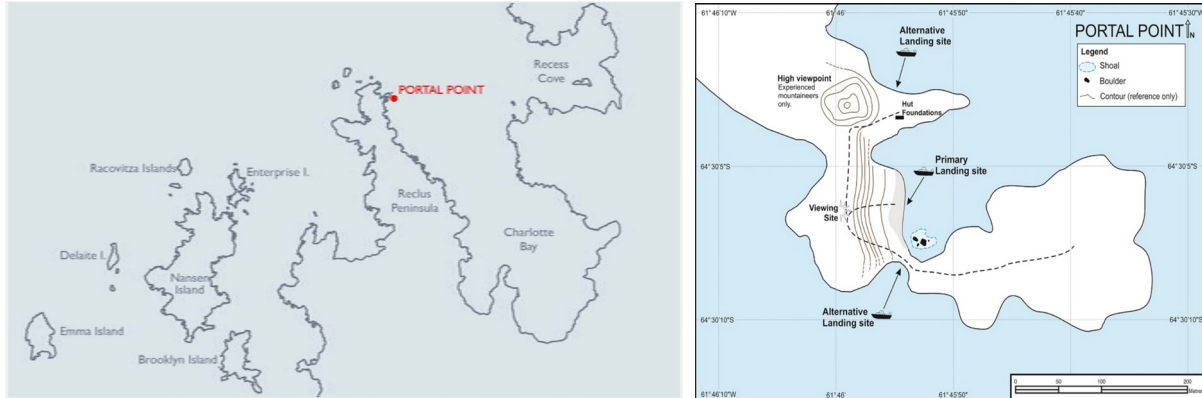 Recess
Cove
PORTAL POINT
Racovitza Islands
Enterprise I.
Reclus
Peninsula
Charlotte
Bay
Delaite I.
Nansen
Island
Emma Island
Brooklyn Island
61°46'10"W
61°46'
61°45'50"
61°45'40"
61°45'30"
PORTAL POINT
N
Legend
Shoal
Boulder
Contour (reference only)
Alternative
Landing site
High viewpoint
Experienced
mountaineers
only.
Hut
Foundations
64°30'5"S
64°30'5"S
Primary
Landing site
Viewing
Site
64°30'10"S
64°30'10"S
Alternative
Landing site
0 50 100 200
Metres
61°46'10"W
61°46'
61°45'50"